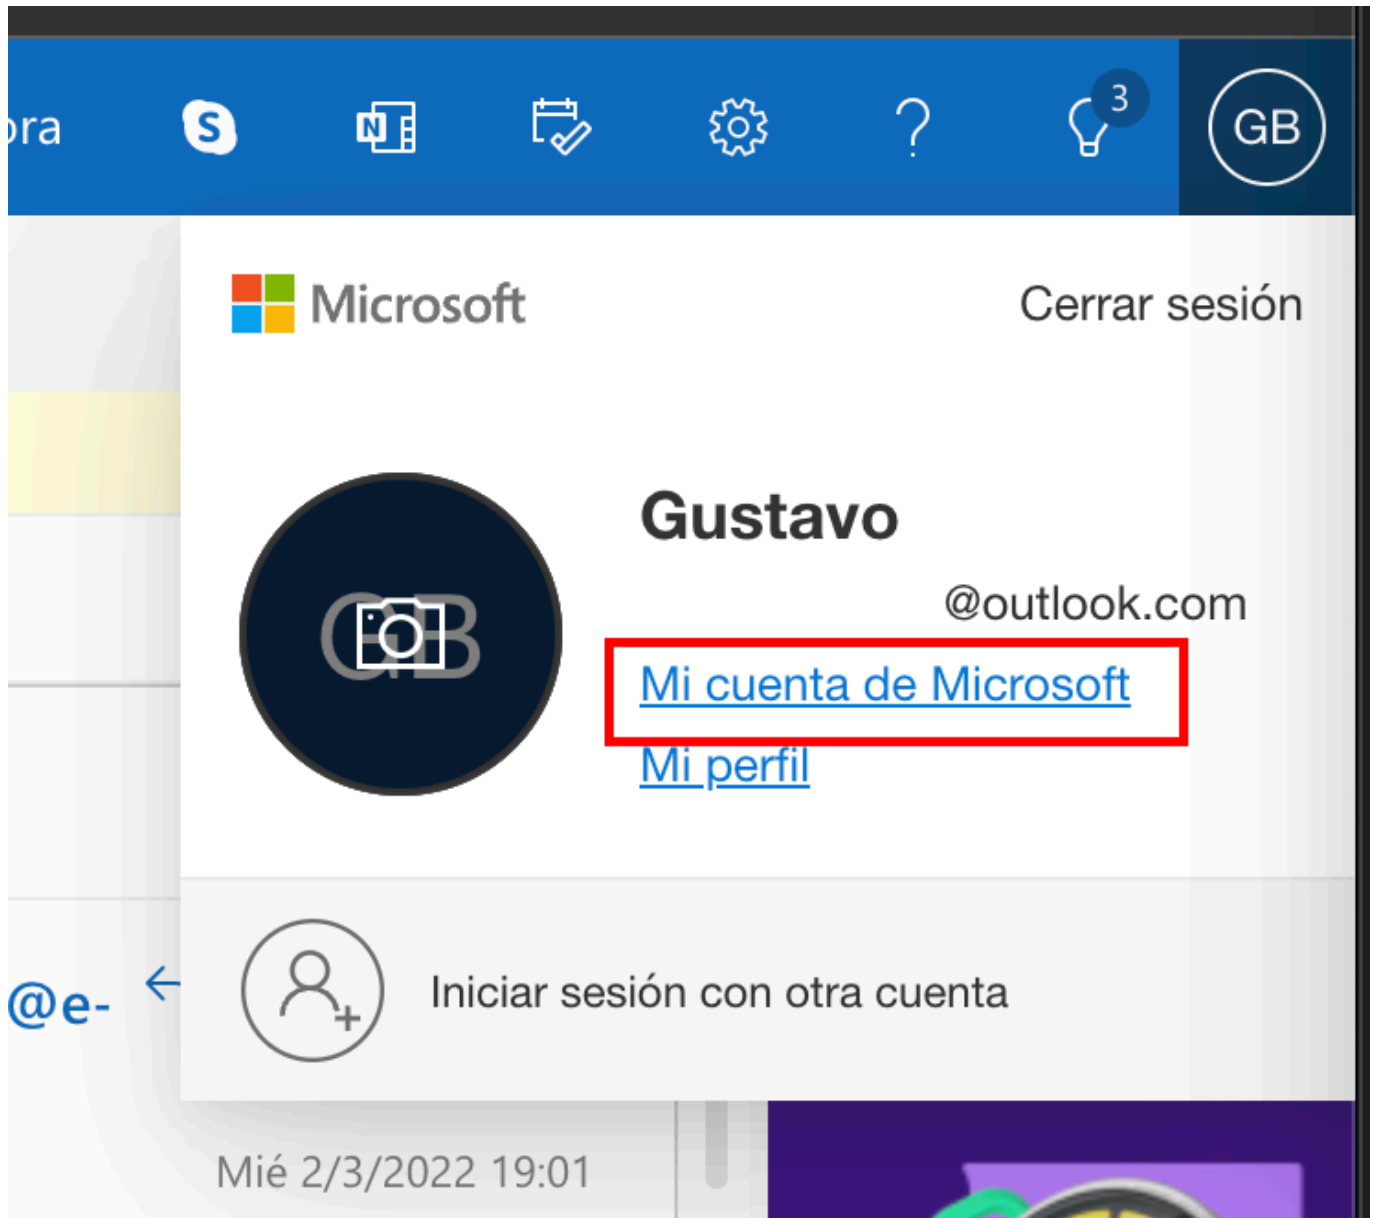 ora
S
N
?
3
GB
Microsoft
Cerrar sesión
Gustavo
GB
@outlook.com
Mi cuenta de Microsoft
Mi perfil
@e-
Iniciar sesión con otra cuenta
Mié 2/3/2022 19:01